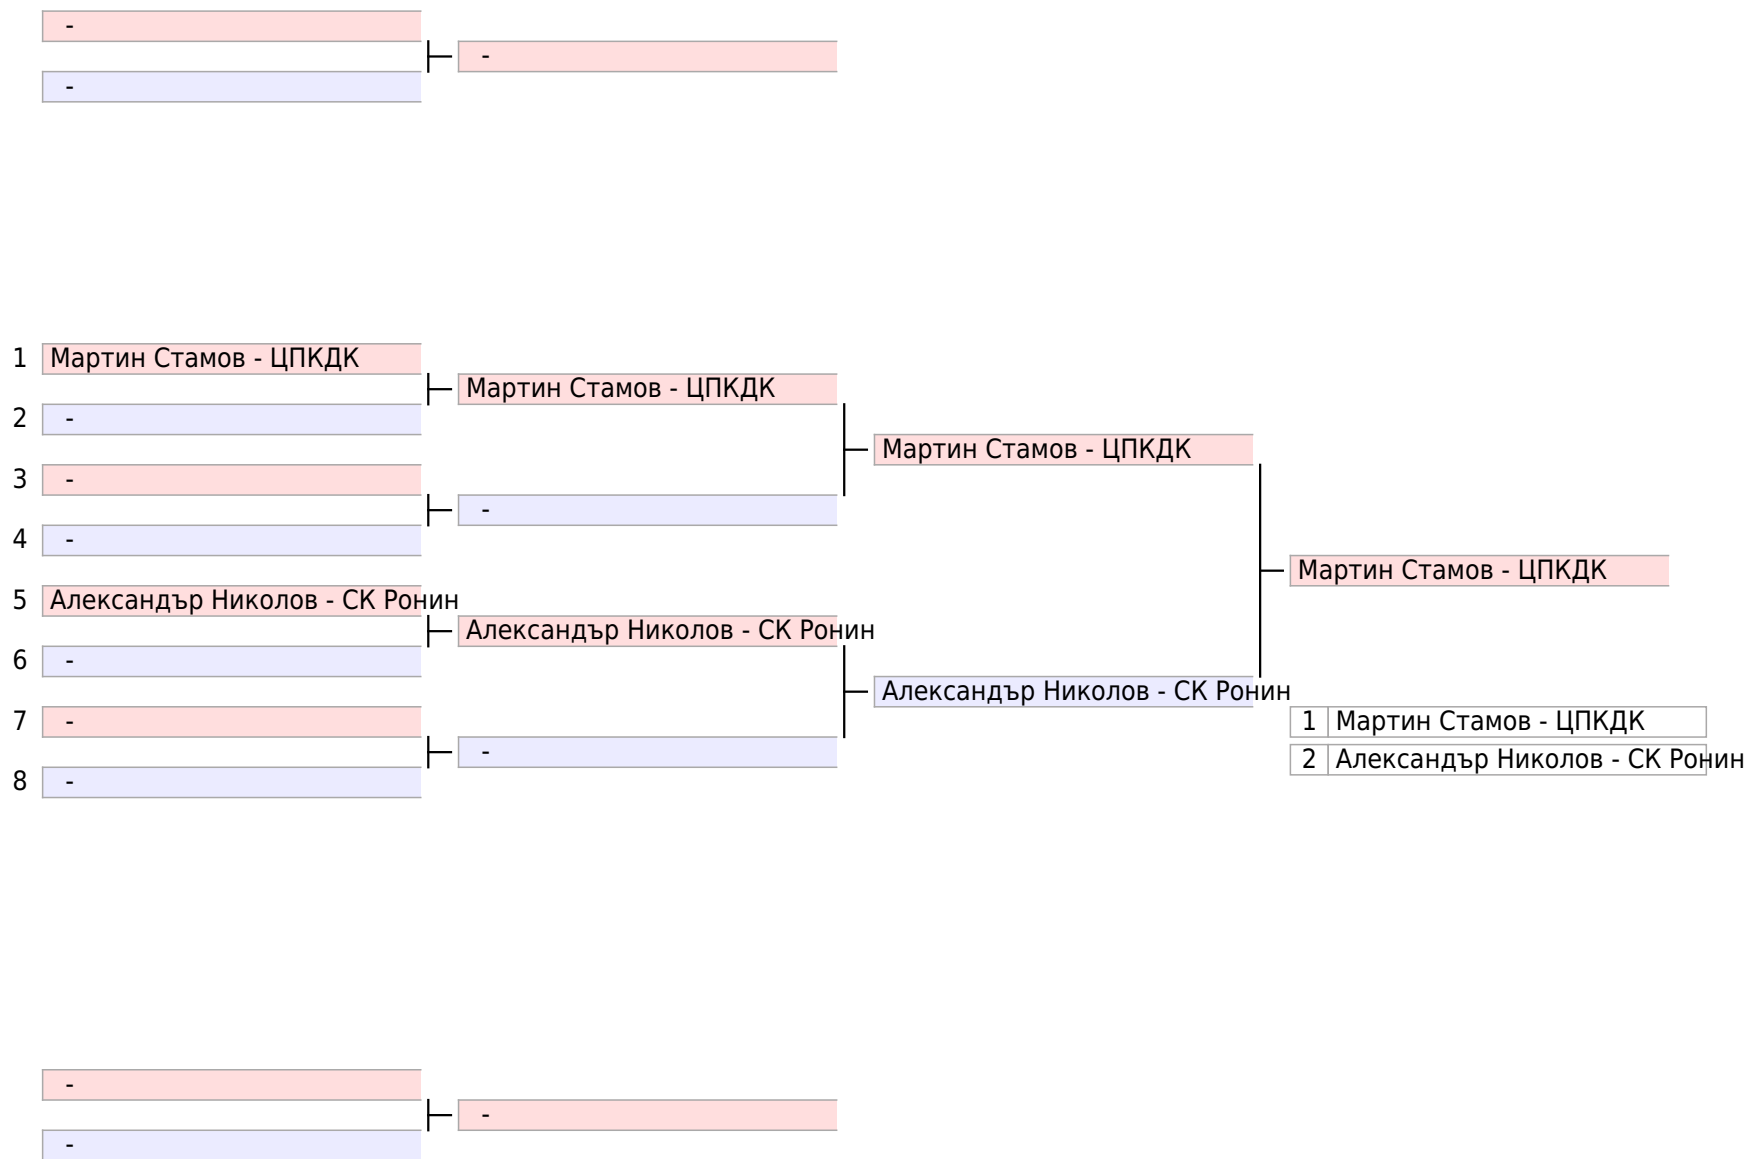 -
-
-
1 Мартин Стамов - ЦПКДК
Мартин Стамов - ЦПКДК
2 -
Мартин Стамов - ЦПКДК
3 -
-
4 -
Мартин Стамов - ЦПКДК
5 Александър Николов - СК Ронин
Александър Николов - СК Ронин
6 -
Александър Николов - СК Ронин
7 -
1 Мартин Стамов - ЦПКДК
-
2 Александър Николов - СК Ронин
8 -
-
-
-